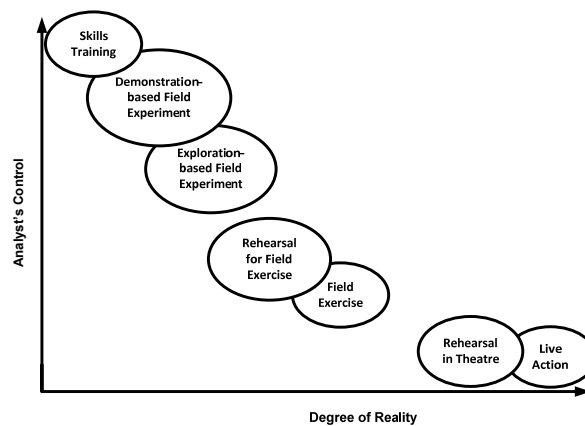 Skills
Training
Demonstration-
based Field
Experiment
Exploration-
based Field
Experiment
Analyst's Control
Rehearsal
for Field
Exercise
Field
Exercise
Rehearsal
in Theatre
Live
Action
Degree of Reality